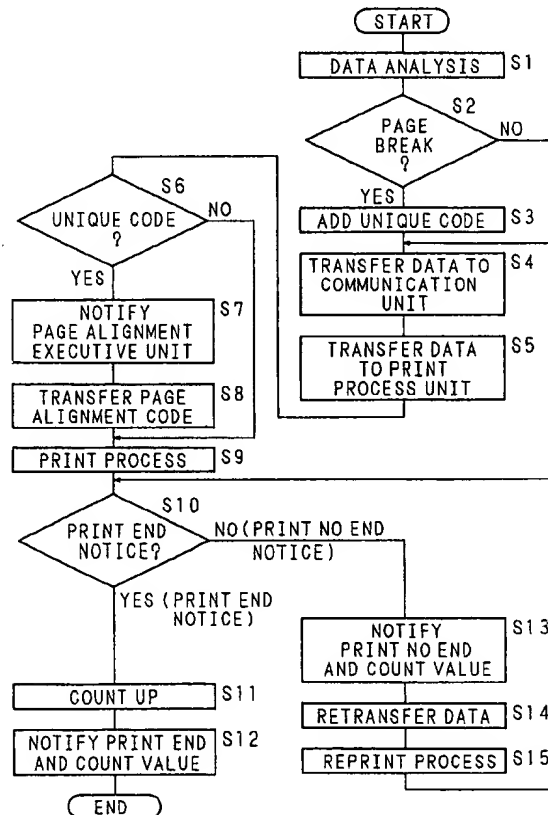 START
DATA ANALYSIS S1
S2
PAGE
BREAK
?
NO
YES
ADD UNIQUE CODE S3
TRANSFER DATA TO
COMMUNICATION
UNIT
S4
TRANSFER DATA
TO PRINT
PROCESS UNIT
S5
S6
UNIQUE CODE
?
NO
YES
NOTIFY
PAGE ALIGNMENT
EXECUTIVE UNIT
S7
TRANSFER PAGE
ALIGNMENT CODE
S8
PRINT PROCESS S9
S10
PRINT END
NOTICE?
NO(PRINT NO END
NOTICE)
YES (PRINT END
NOTICE)
COUNT UP S11
NOTIFY PRINT END
AND COUNT VALUE
S12
END
NOTIFY
PRINT NO END
AND COUNT VALUE
S13
RETRANSFER DATA S14
REPRINT PROCESS S15